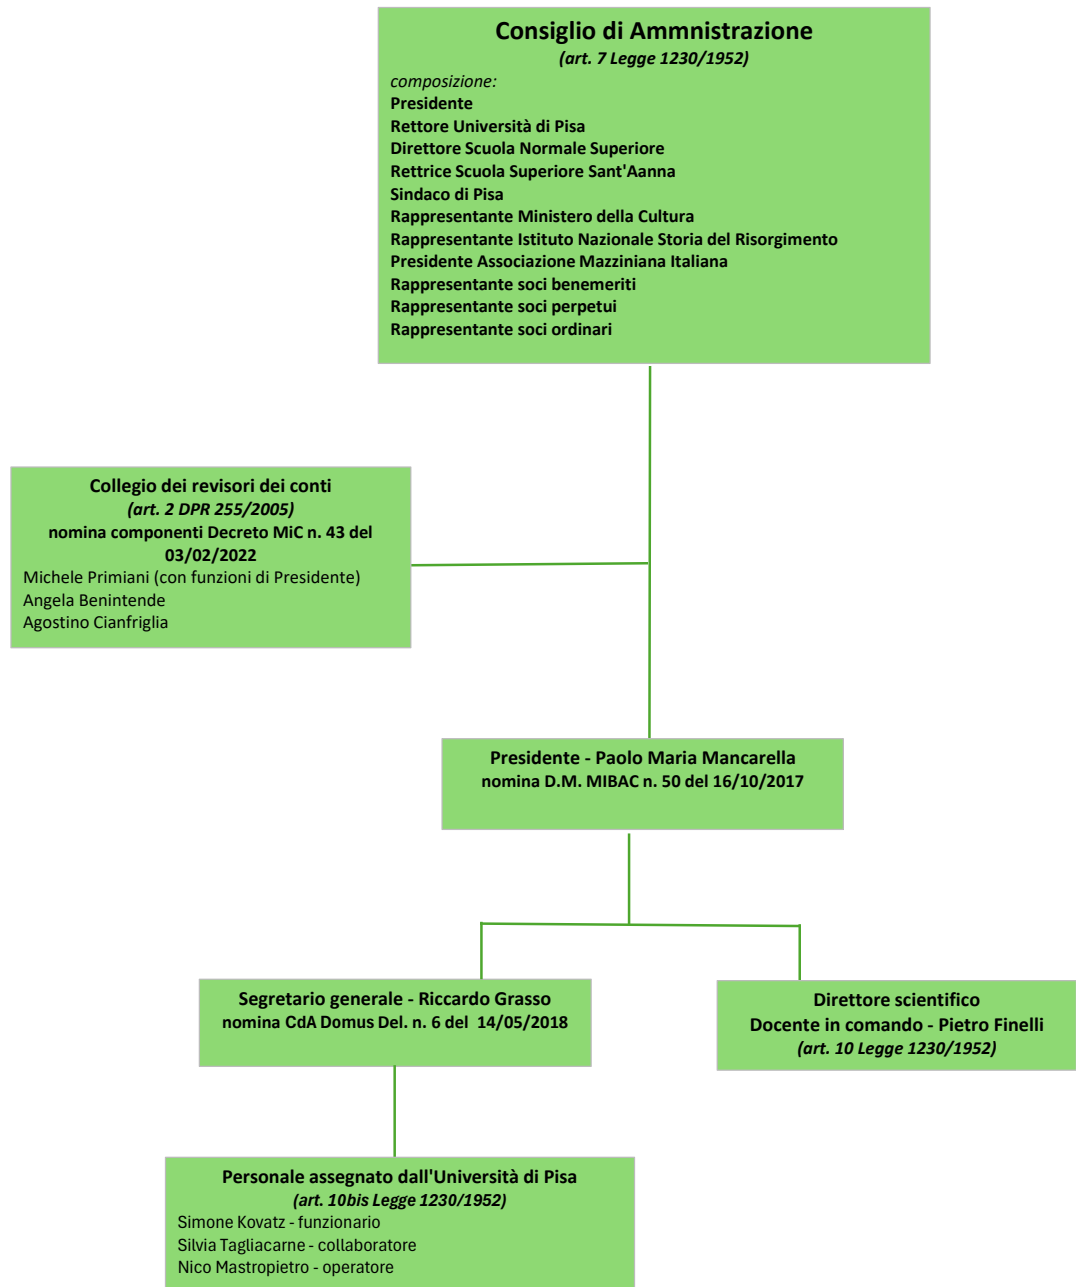 Consiglio di Ammnistrazione
(art. 7 Legge 1230/1952)
composizione:
Presidente
Rettore Università di Pisa
Direttore Scuola Normale Superiore
Rettrice Scuola Superiore Sant'Aanna
Sindaco di Pisa
Rappresentante Ministero della Cultura
Rappresentante Istituto Nazionale Storia del Risorgimento
Presidente Associazione Mazziniana Italiana
Rappresentante soci benemeriti
Rappresentante soci perpetui
Rappresentante soci ordinari
Collegio dei revisori dei conti
(art. 2 DPR 255/2005)
nomina componenti Decreto MiC n. 43 del
03/02/2022
Michele Primiani (con funzioni di Presidente)
Angela Benintende
Agostino Cianfriglia
Presidente - Paolo Maria Mancarella
nomina D.M. MIBAC n. 50 del 16/10/2017
Segretario generale - Riccardo Grasso
nomina CdA Domus Del. n. 6 del 14/05/2018
Direttore scientifico
Docente in comando - Pietro Finelli
(art. 10 Legge 1230/1952)
Personale assegnato dall'Università di Pisa
(art. 10bis Legge 1230/1952)
Simone Kovatz - funzionario
Silvia Tagliacarne - collaboratore
Nico Mastropietro - operatore